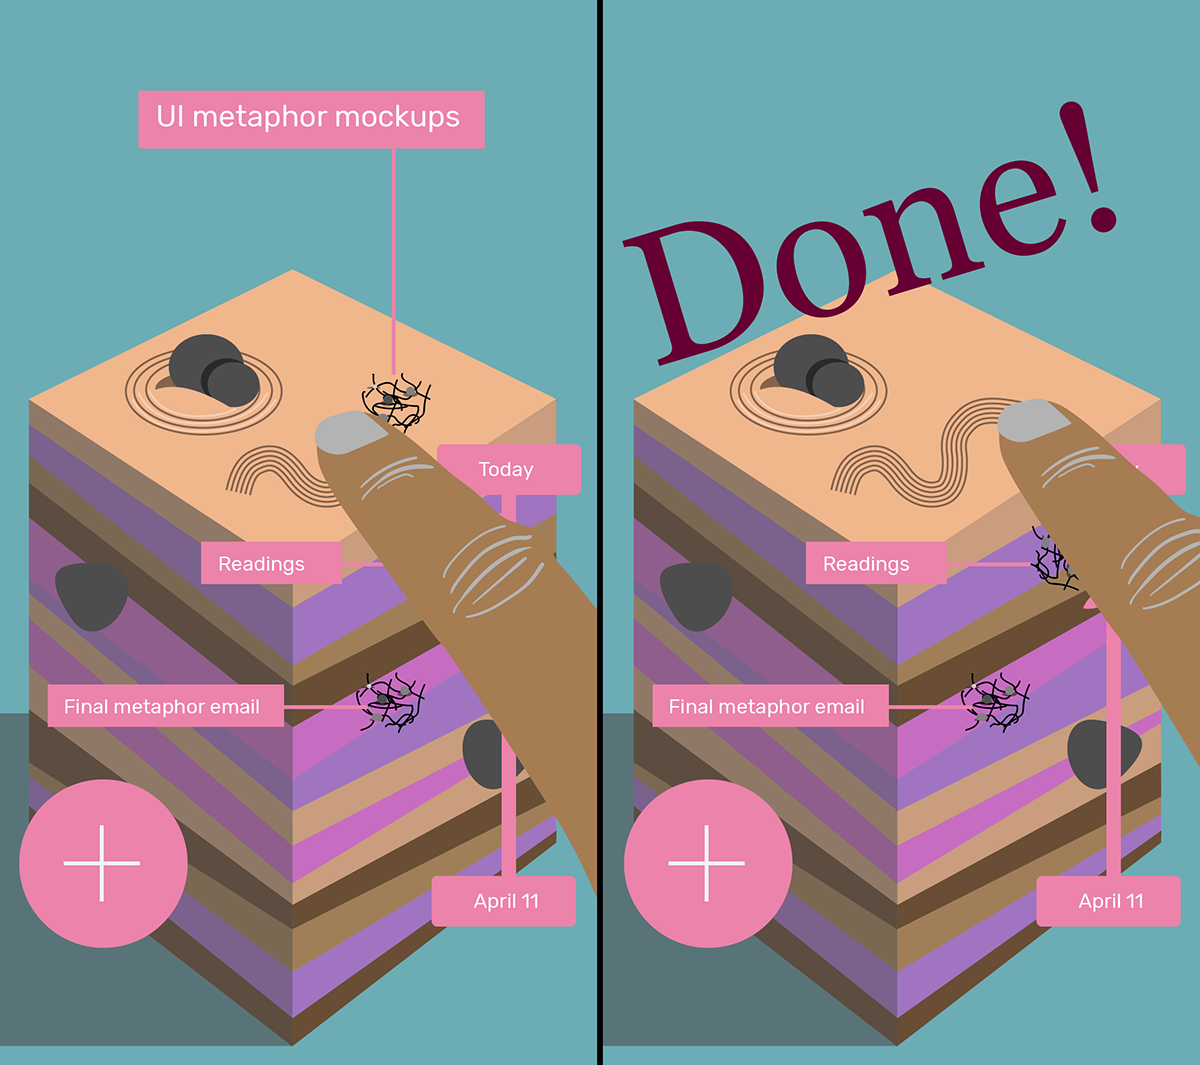 UI metaphor mockups
Today
Readings
Final metaphor email
April 11
Done!
Readings
Final metaphor email
April 11